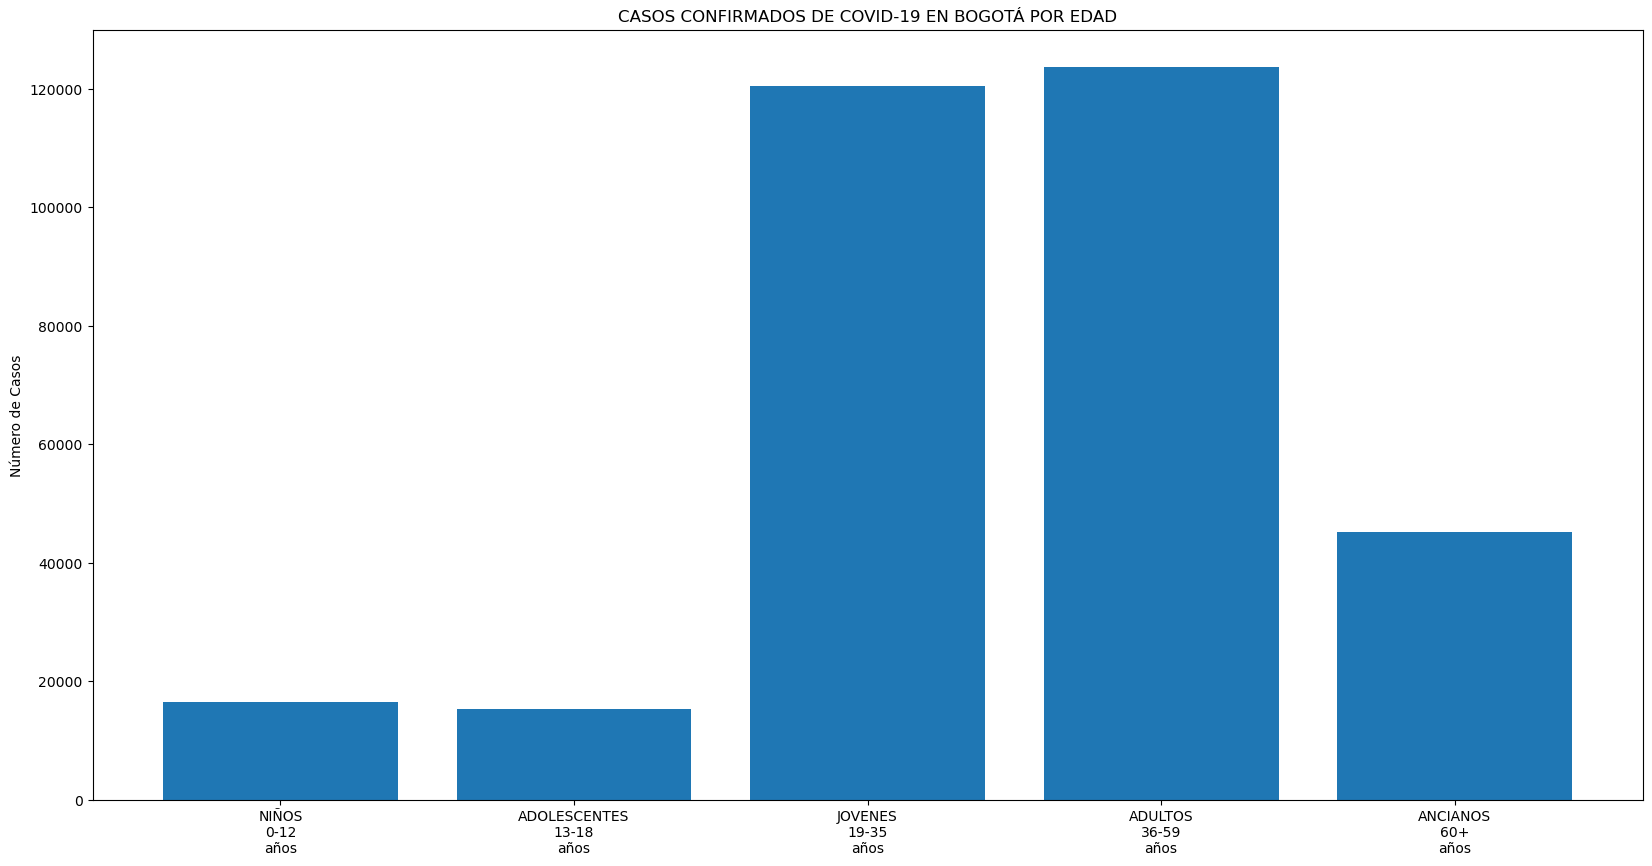 CASOS CONFIRMADOS DE COVID-19 EN BOGOTÁ POR EDAD
Número de Casos
120000
100000
80000
60000
40000
20000
0
NIÑOS
0-12
años
ADOLESCENTES
13-18
años
JOVENES
19-35
años
ADULTOS
36-59
años
ANCIANOS
60+
años